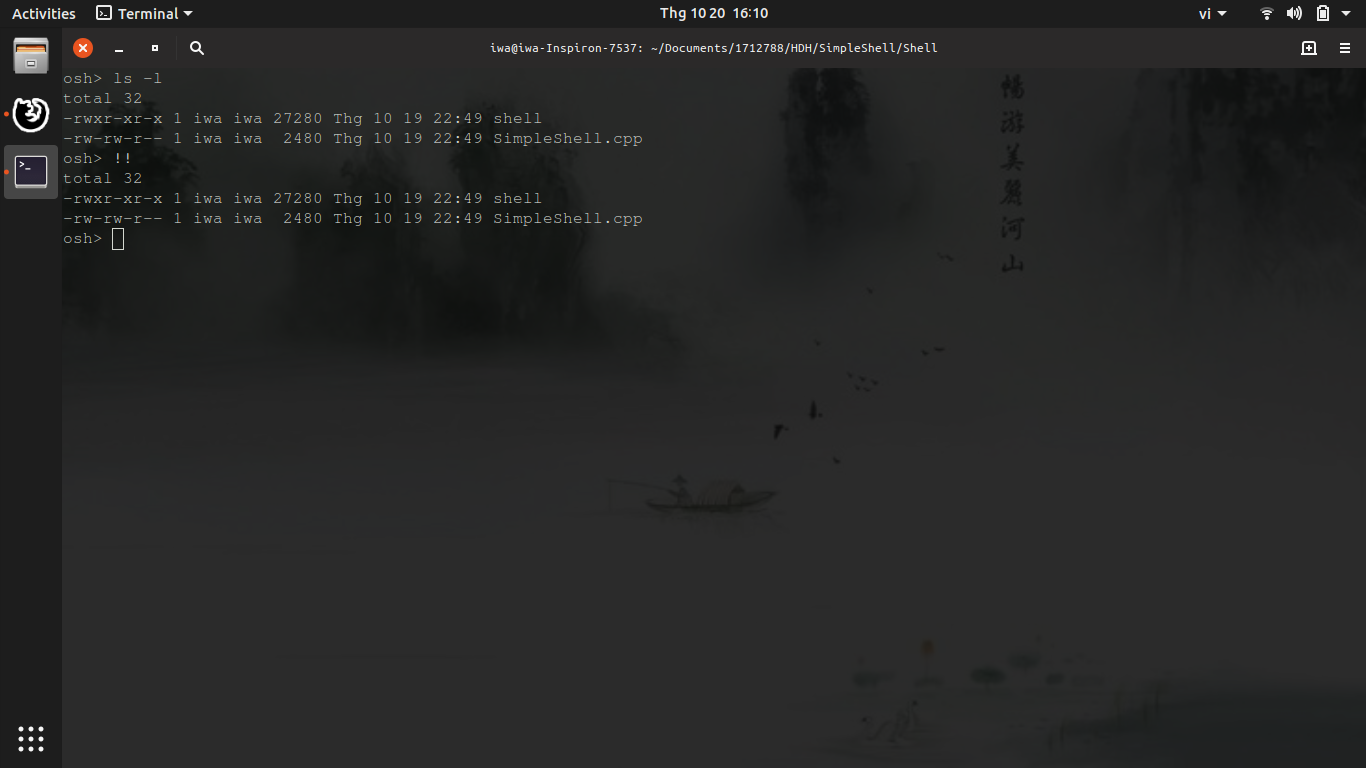 Activities Terminal Thg 10 20 16:10 vi
iwa@iwa-Inspiron-7537: ~/Documents/1712788/HDH/SimpleShell/Shell
osh> ls -l
total 32
-rwxr-xr-x 1 iwa iwa 27280 Thg 10 19 22:49 shell
-rw-rw-r-- 1 iwa iwa  2480 Thg 10 19 22:49 SimpleShell.cpp
osh> !!
total 32
-rwxr-xr-x 1 iwa iwa 27280 Thg 10 19 22:49 shell
-rw-rw-r-- 1 iwa iwa  2480 Thg 10 19 22:49 SimpleShell.cpp
osh>
暢游美麗河山